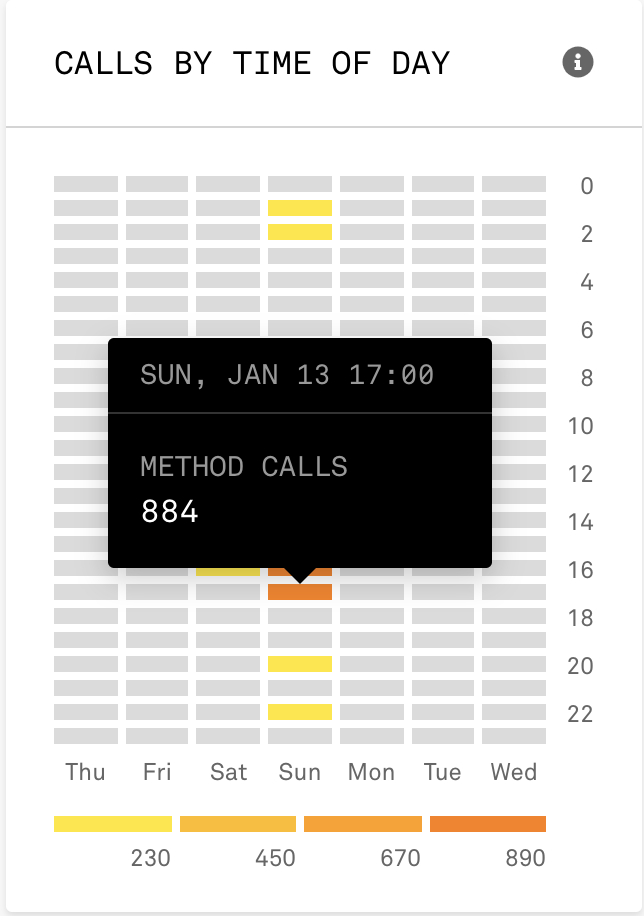 CALLS BY TIME OF DAY
0
2
4
6
SUN, JAN 13 17:00
8
10
METHOD CALLS
12
884
14
16
18
20
22
Thu Fri Sat Sun Mon Tue Wed
230 450 670 890